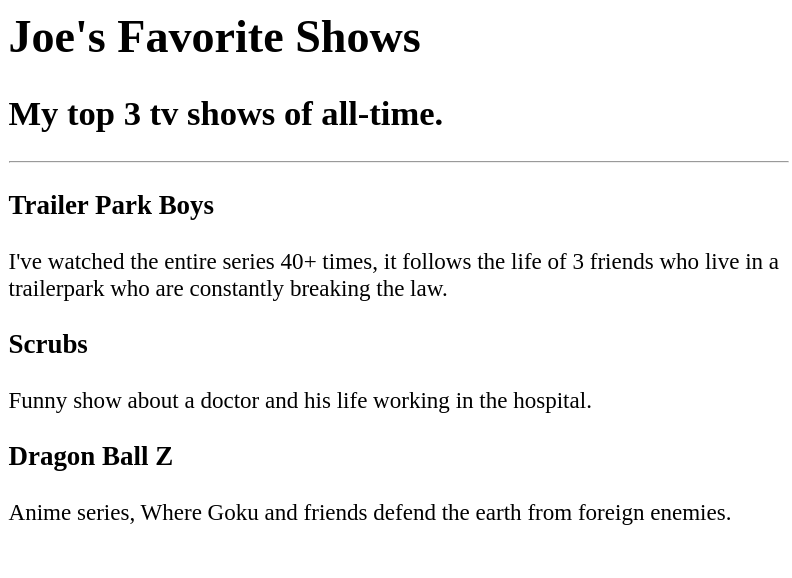 Joe's Favorite Shows
My top 3 tv shows of all-time.
Trailer Park Boys
I've watched the entire series 40+ times, it follows the life of 3 friends who live in a
trailerpark who are constantly breaking the law.
Scrubs
Funny show about a doctor and his life working in the hospital.
Dragon Ball Z
Anime series, Where Goku and friends defend the earth from foreign enemies.